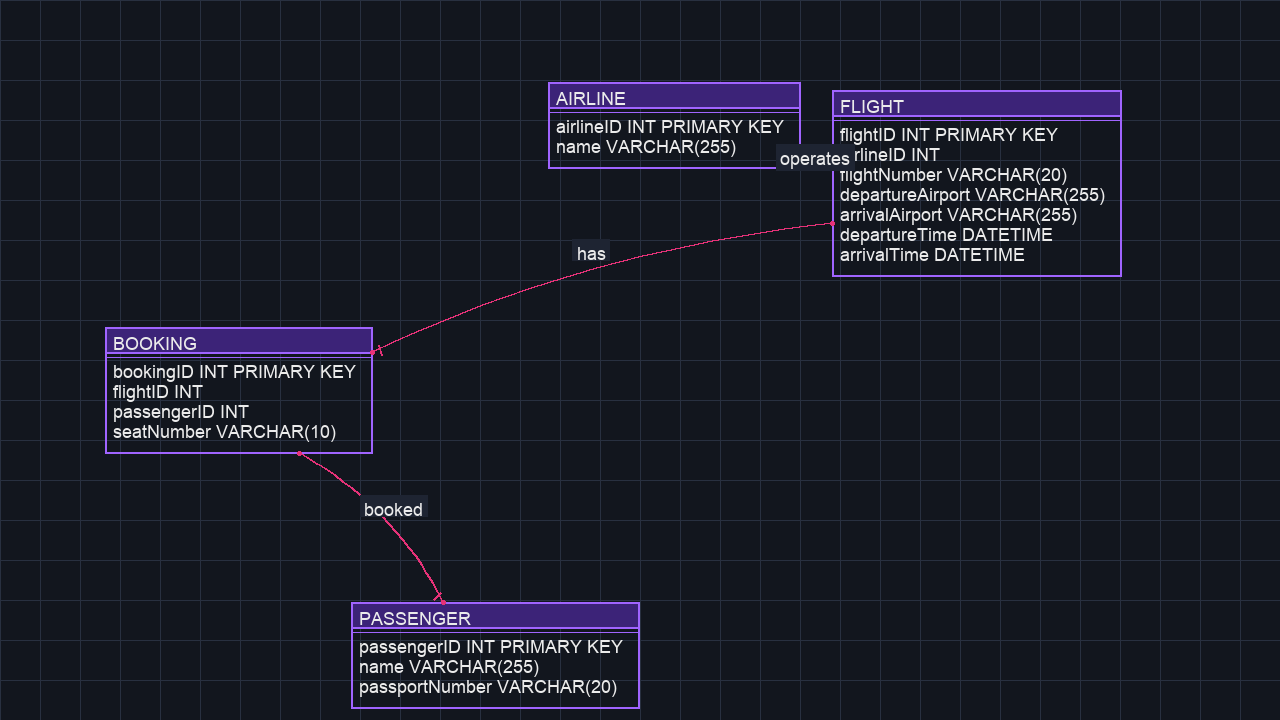 AIRLINE
airlineID INT PRIMARY KEY
name VARCHAR(255)
operates
FLIGHT
flightID INT PRIMARY KEY
rlineID INT
flightNumber VARCHAR(20)
departureAirport VARCHAR(255)
arrivalAirport VARCHAR(255)
departureTime DATETIME
arrivalTime DATETIME
has
BOOKING
bookingID INT PRIMARY KEY
flightID INT
passengerID INT
seatNumber VARCHAR(10)
booked
PASSENGER
passengerID INT PRIMARY KEY
name VARCHAR(255)
passportNumber VARCHAR(20)